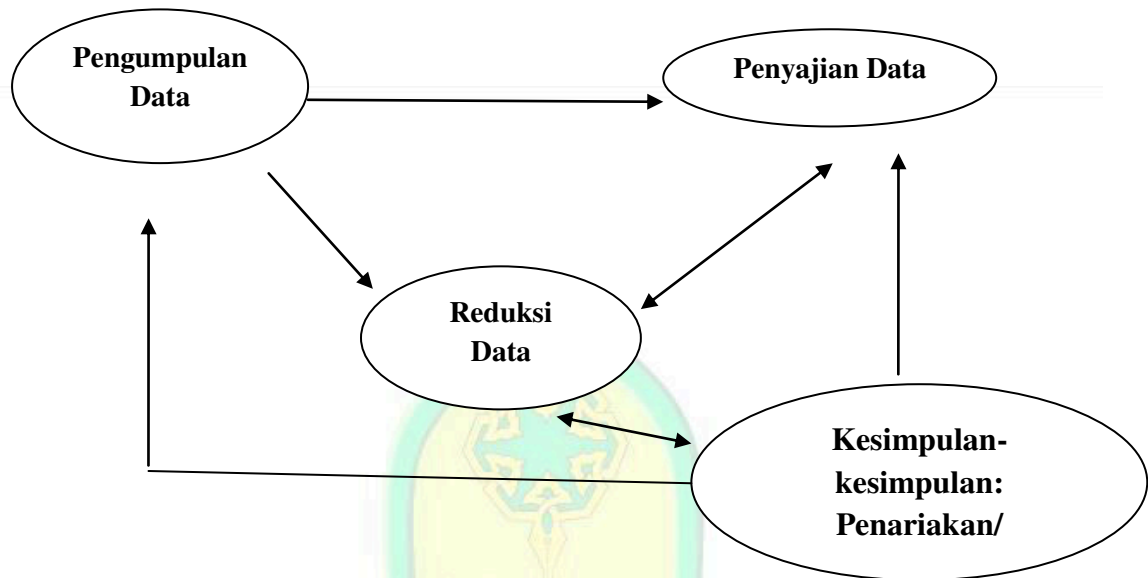 Pengumpulan
Data
Penyajian Data
Reduksi
Data
Kesimpulan-
kesimpulan:
Penariakan/